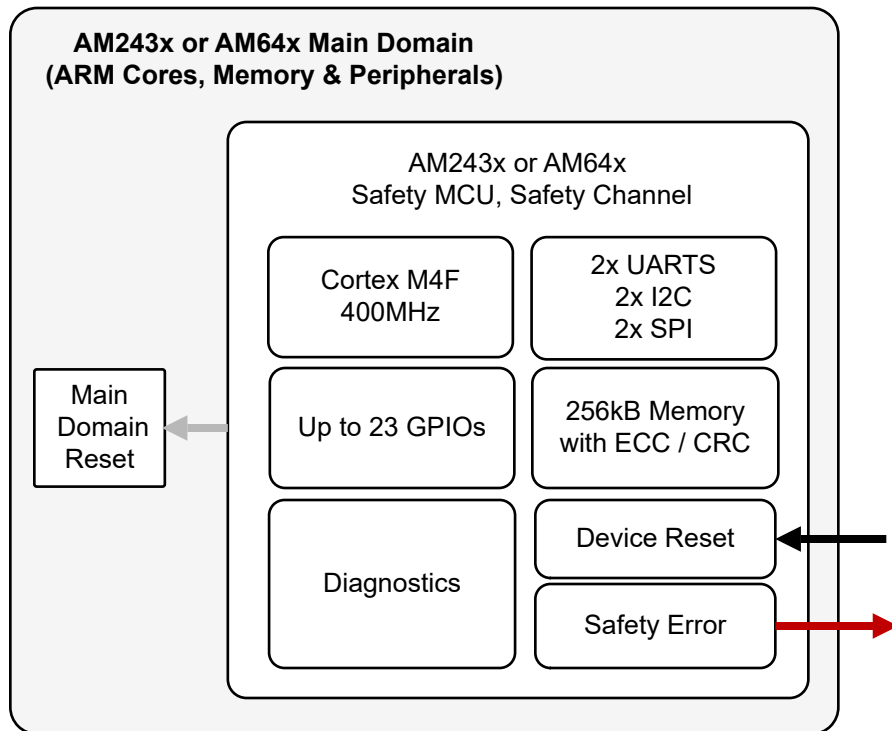 AM243x or AM64x Main Domain
(ARM Cores, Memory & Peripherals)
AM243x or AM64x
Safety MCU, Safety Channel
Cortex M4F
400MHz
2x UARTS
2x I2C
2x SPI
Main
Domain
Reset
Up to 23 GPIOs
256kB Memory
with ECC / CRC
Diagnostics
Device Reset
Safety Error